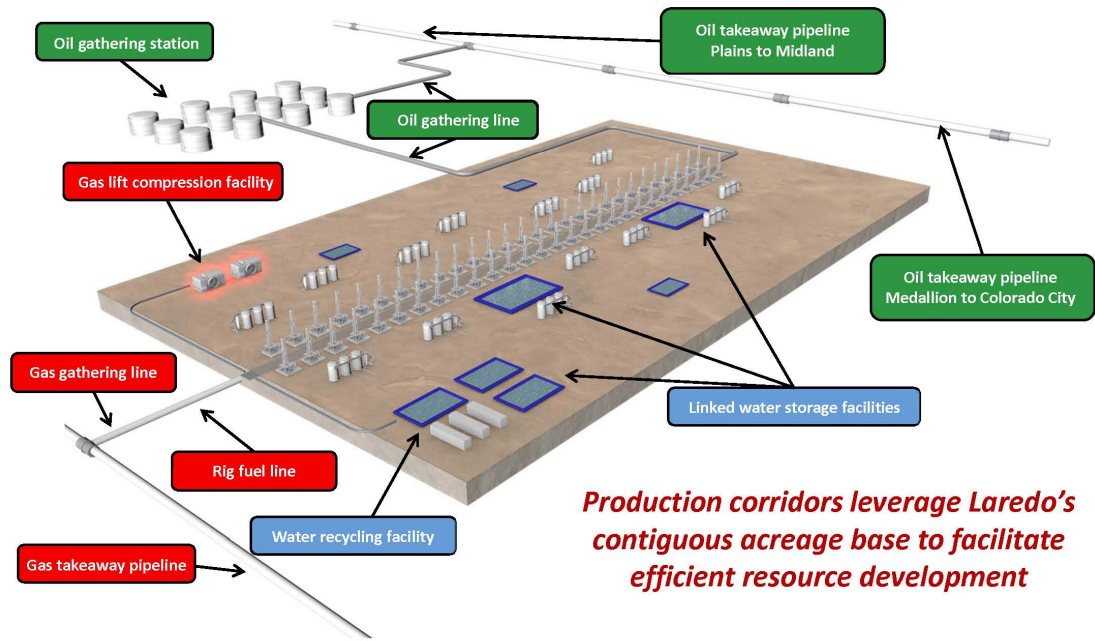 Oil gathering station
Oil takeaway pipeline
Plains to Midland
Oil gathering line
Gas lift compression facility
Oil takeaway pipeline
Medallion to Colorado City
Gas gathering line
Linked water storage facilities
Rig fuel line
Water recycling facility
Gas takeaway pipeline
Production corridors leverage Laredo's
contiguous acreage base to facilitate
efficient resource development